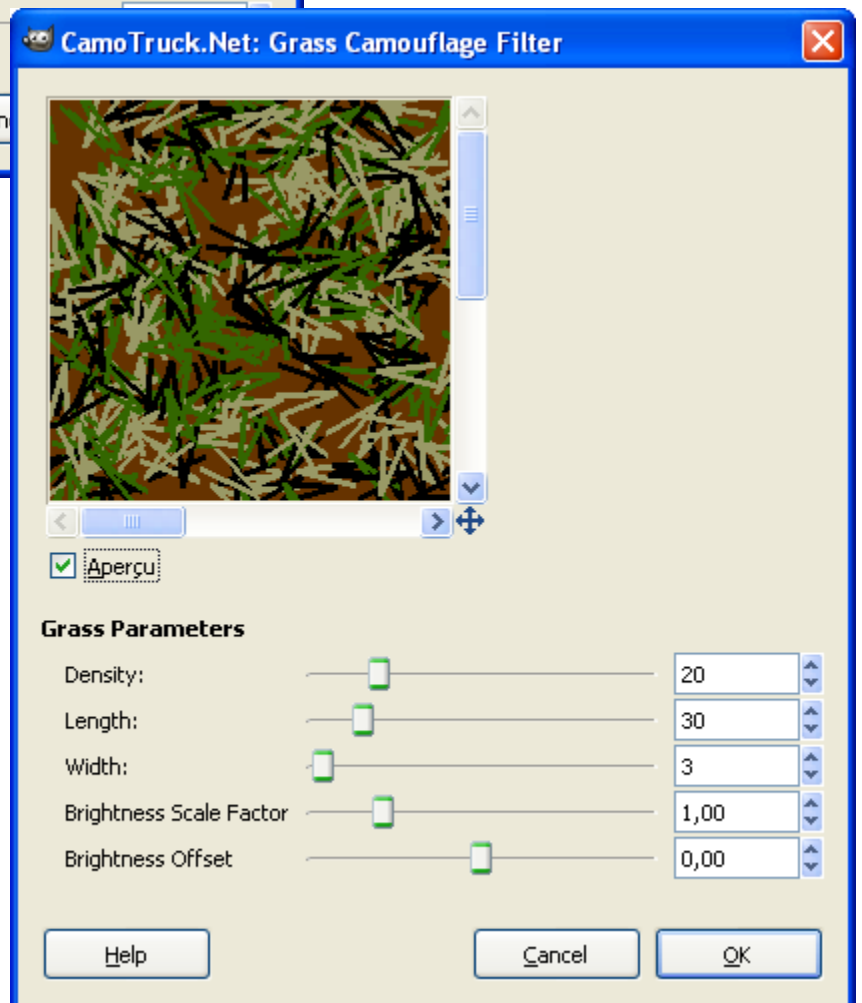 CamoTruck.Net: Grass Camouflage Filter
Aperçu
Grass Parameters
Density: 20
Length: 30
Width: 3
Brightness Scale Factor 1,00
Brightness Offset 0,00
Help Cancel OK